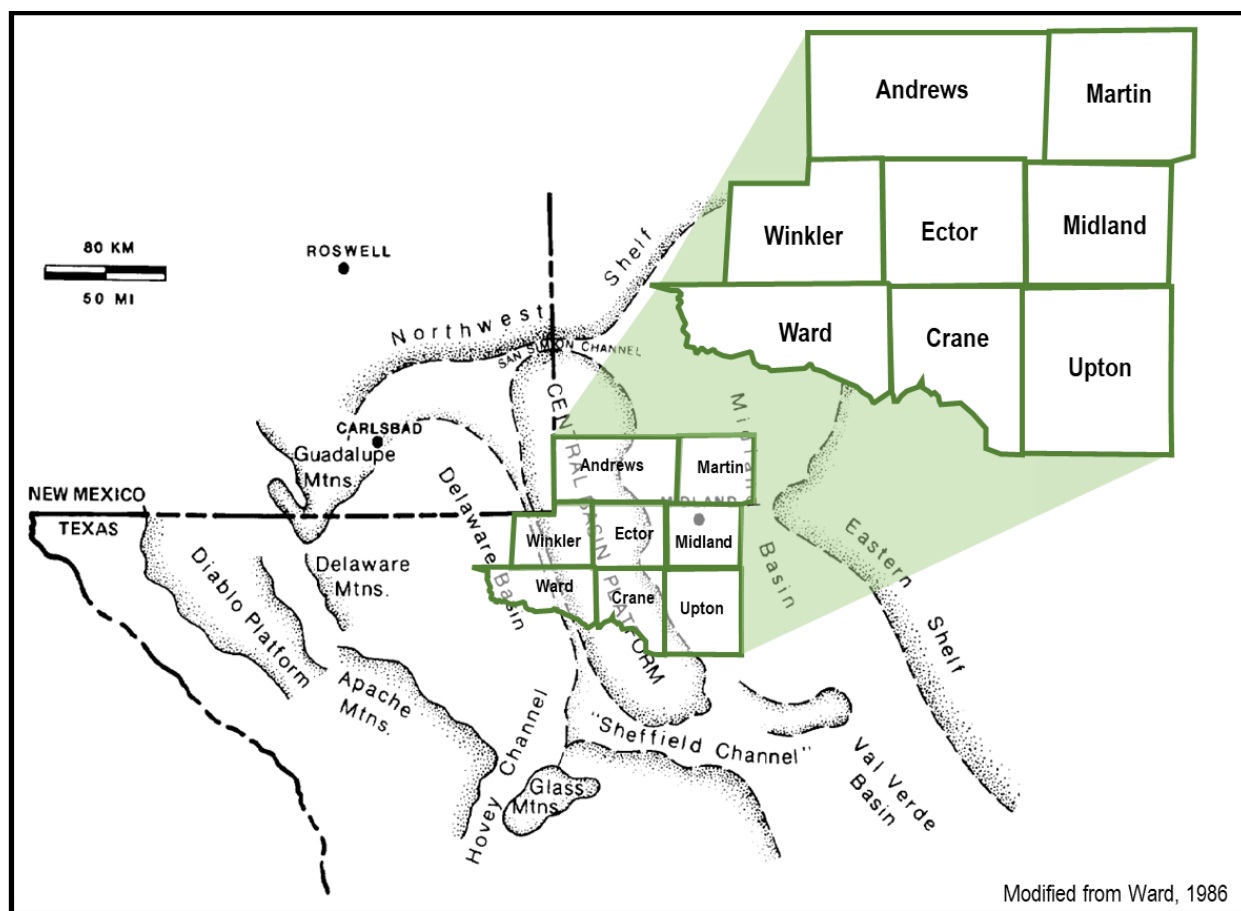 Andrews
Martin
Winkler
Ector
Midland
Ward
Crane
Upton
80 KM
50 MI
ROSWELL
Northwest Shelf
SAN SIMON CHANNEL
CENTRAL BASIN PLATFORM
CARLSBAD
Guadalupe
Mtns.
Delaware Basin
Midland Basin
MIDLAND
Andrews
Martin
Winkler
Ector
Midland
Ward
Crane
Upton
NEW MEXICO
TEXAS
Diablo Platform
Delaware
Mtns.
Apache
Mtns.
Hovey Channel
Glass
Mtns.
"Sheffield Channel"
Val Verde
Basin
Eastern Shelf
Modified from Ward, 1986